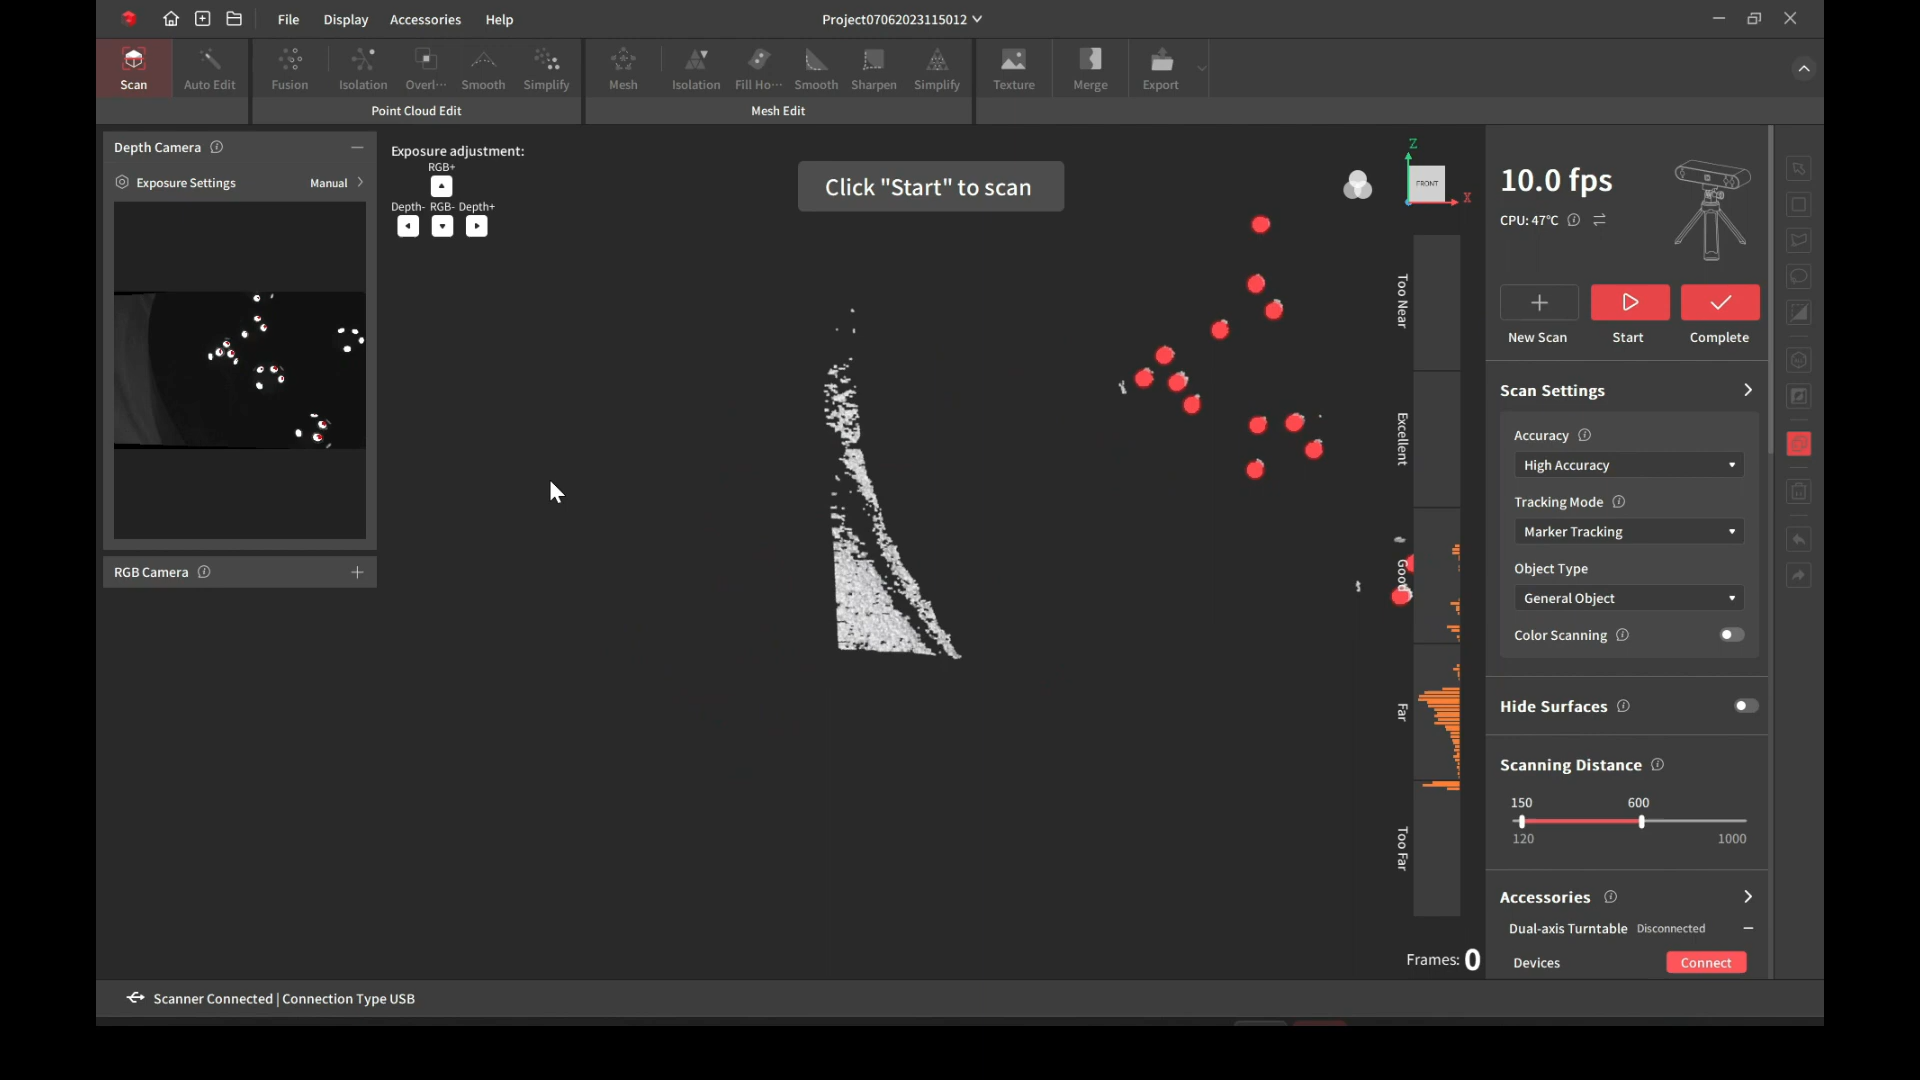 File Display Accessories Help
Project07062023115012
Scan Auto Edit Fusion Isolation Overl··· Smooth Simplify Mesh Isolation Fill Ho··· Smooth Sharpen Simplify Texture Merge Export
Point Cloud Edit Mesh Edit
Depth Camera
Exposure Settings Manual
RGB Camera
Exposure adjustment:
RGB+
Depth- RGB- Depth+
Click "Start" to scan
Z
FRONT
X
Too Near
Excellent
Good
Far
Too Far
Frames: 0
10.0 fps
CPU: 47°C
New Scan Start Complete
Scan Settings
Accuracy
High Accuracy
Tracking Mode
Marker Tracking
Object Type
General Object
Color Scanning
Hide Surfaces
Scanning Distance
150 600
120 1000
Accessories
Dual-axis Turntable Disconnected
Devices Connect
Scanner Connected | Connection Type USB